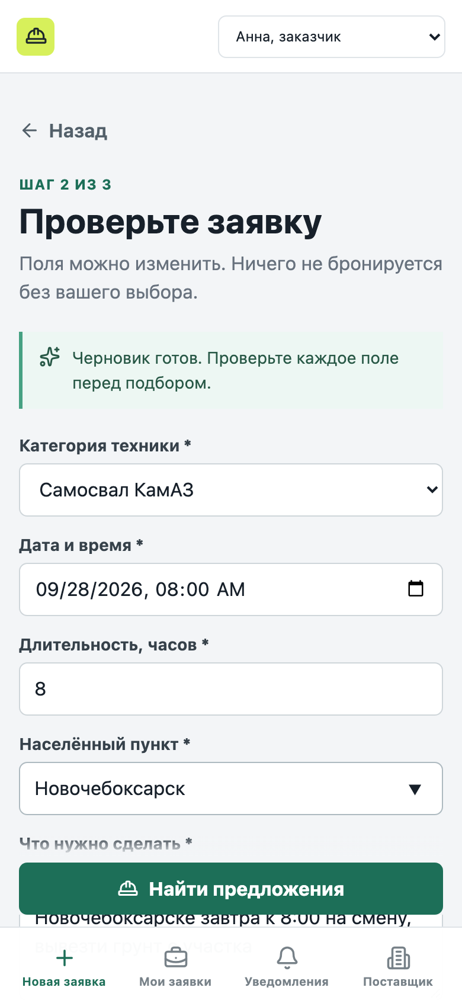 Анна, заказчик
Назад
ШАГ 2 ИЗ 3
Проверьте заявку
Поля можно изменить. Ничего не бронируется
без вашего выбора.
Черновик готов. Проверьте каждое поле
перед подбором.
Категория техники *
Самосвал КамАЗ
Дата и время *
09/28/2026, 08:00 AM
Длительность, часов *
8
Населённый пункт *
Новочебоксарск
Что нужно сделать *
Найти предложения
Новочебоксарске завтра к 8:00 на смену,
вывезти грунт с участка
Новая заявка
Мои заявки
Уведомления
Поставщик